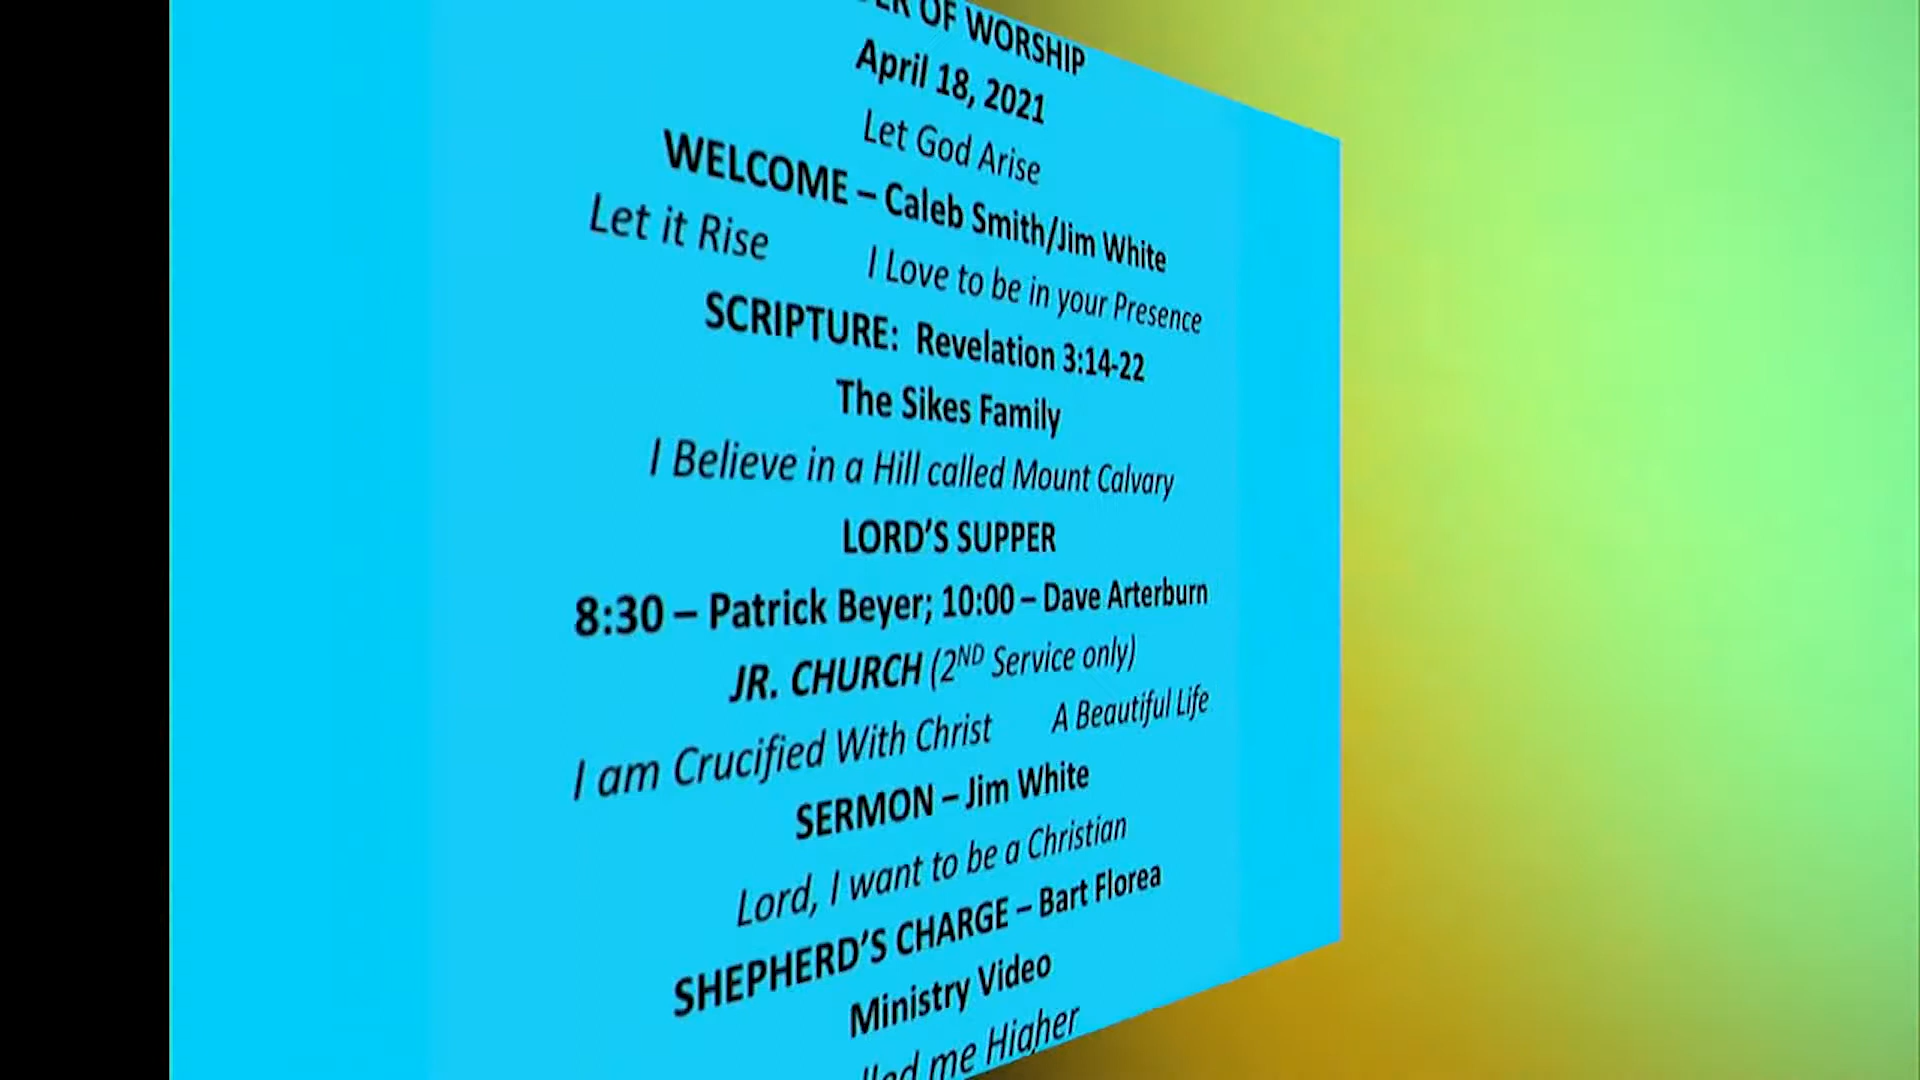 OF WORSHIP
April 18, 2021
Let God Arise
WELCOME – Caleb Smith/Jim White
Let it Rise I Love to be in your Presence
SCRIPTURE: Revelation 3:14-22
The Sikes Family
I Believe in a Hill called Mount Calvary
LORD'S SUPPER
8:30 – Patrick Beyer; 10:00 – Dave Arterburn
JR. CHURCH (2ND Service only)
I am Crucified With Christ A Beautiful Life
SERMON – Jim White
Lord, I want to be a Christian
SHEPHERD'S CHARGE – Bart Florea
Ministry Video
me Higher